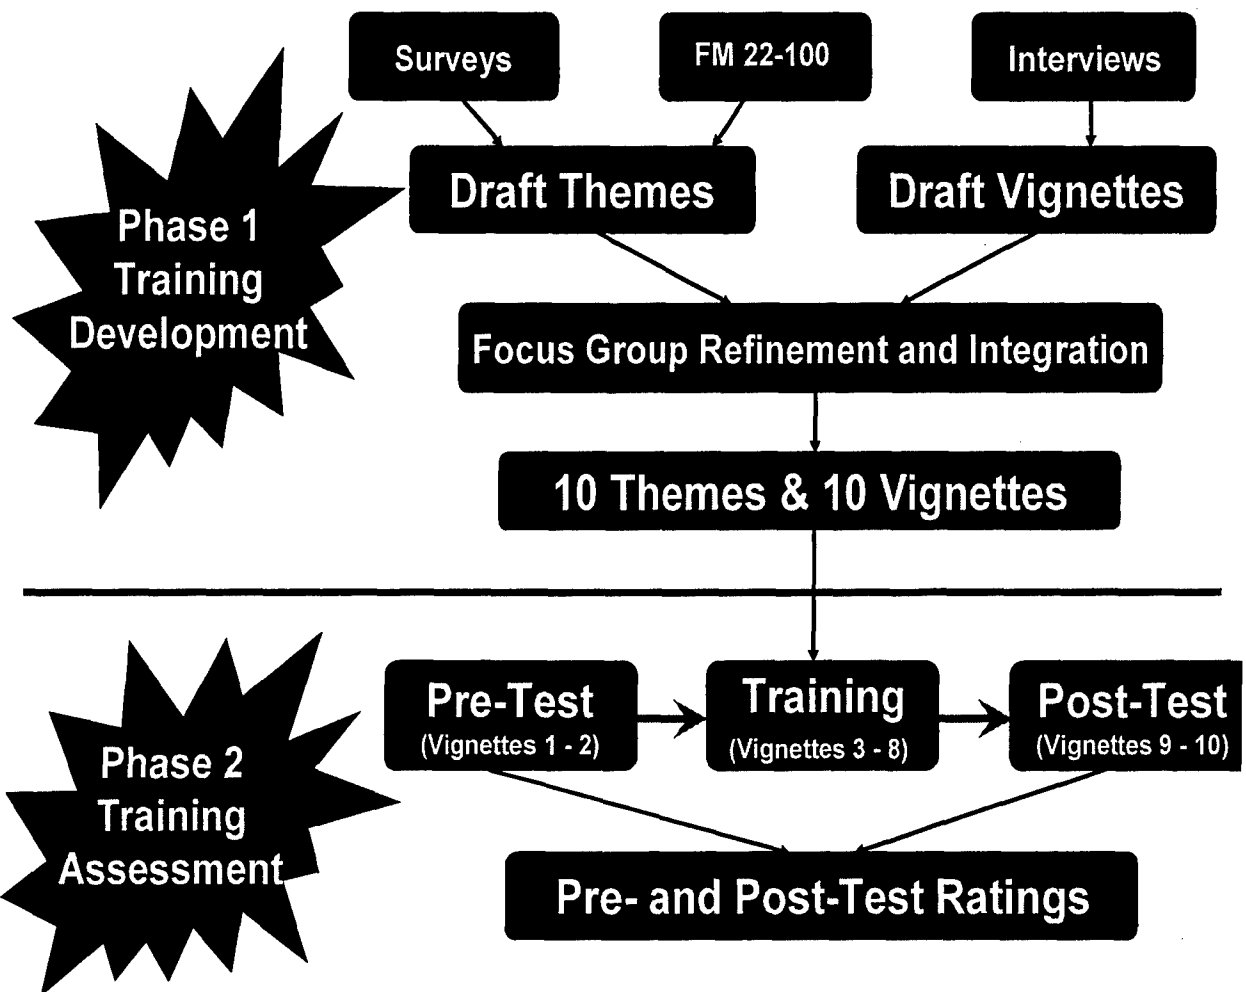 Surveys
FM 22-100
Interviews
Draft Themes
Draft Vignettes
Phase 1
Training
Development
Focus Group Refinement and Integration
10 Themes & 10 Vignettes
Pre-Test
(Vignettes 1 - 2)
Training
(Vignettes 3 - 8)
Post-Test
(Vignettes 9 - 10)
Phase 2
Training
Assessment
Pre- and Post-Test Ratings